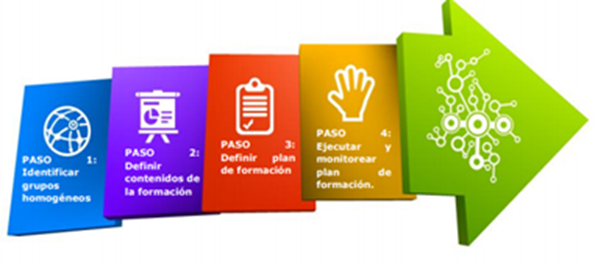 PASO 1:
Identificar
grupos
homogéneos
PASO 2:
Definir
contenidos de
la formación
PASO 3:
Definir plan
de formación
PASO 4:
Ejecutar y
monitorear
plan de
formación.